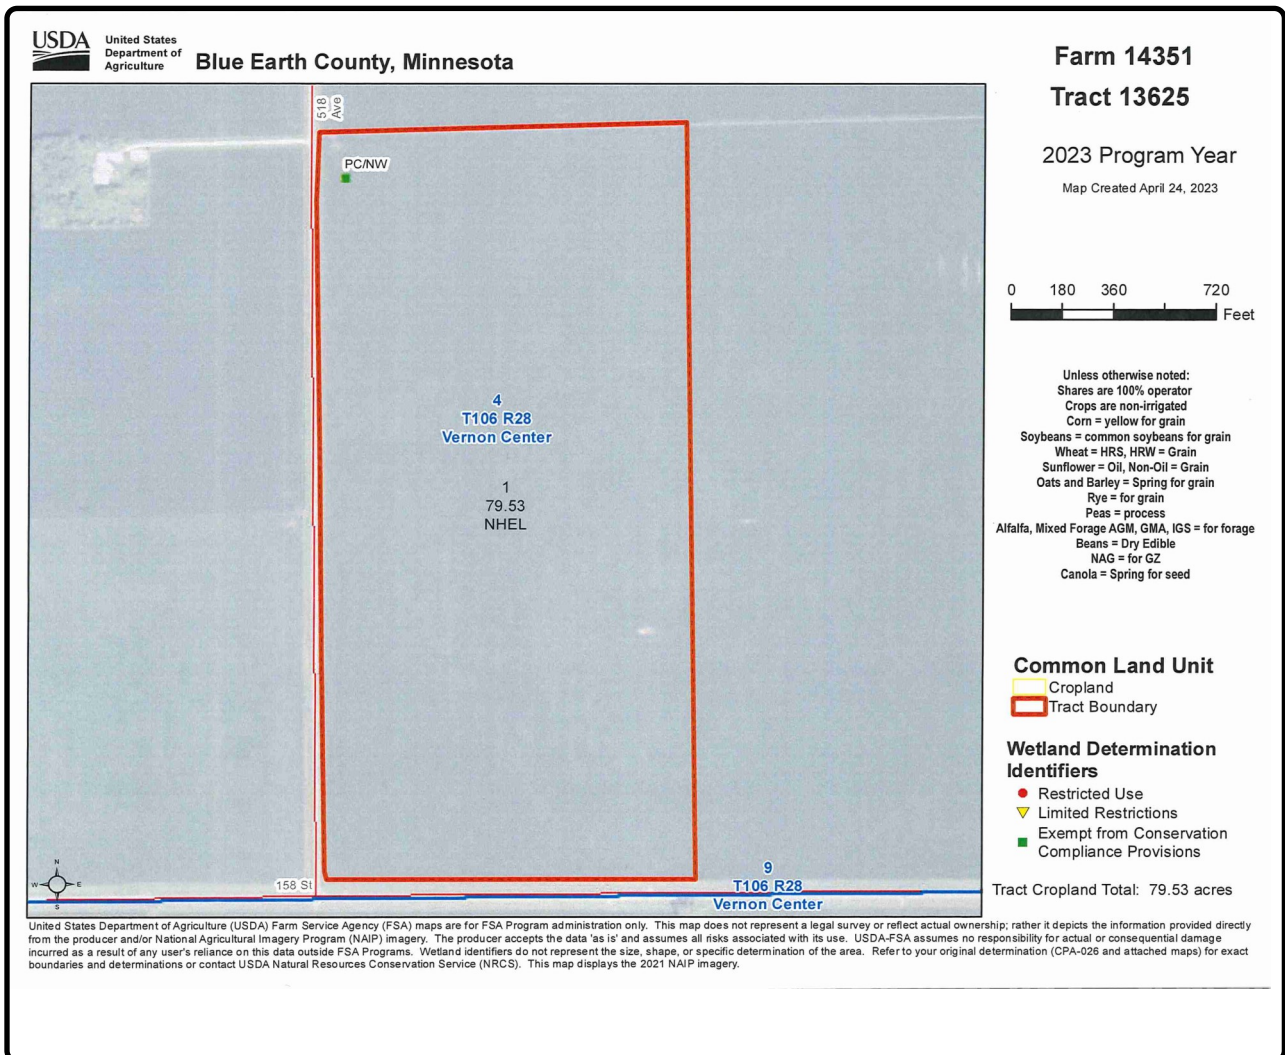 USDA
United States
Department of
Agriculture
Blue Earth County, Minnesota
Farm 14351
Tract 13625
2023 Program Year
Map Created April 24, 2023
518
Ave
PC/NW
0 180 360 720
Feet
Unless otherwise noted:
Shares are 100% operator
Crops are non-irrigated
Corn = yellow for grain
Soybeans = common soybeans for grain
Wheat = HRS, HRW = Grain
Sunflower = Oil, Non-Oil = Grain
Oats and Barley = Spring for grain
Rye = for grain
Peas = process
Alfalfa, Mixed Forage AGM, GMA, IGS = for forage
Beans = Dry Edible
NAG = for GZ
Canola = Spring for seed
4
T106 R28
Vernon Center
1
79.53
NHEL
Common Land Unit
Cropland
Tract Boundary
Wetland Determination
Identifiers
Restricted Use
Limited Restrictions
Exempt from Conservation
Compliance Provisions
Tract Cropland Total: 79.53 acres
N
W E
S
158 St
9
T106 R28
Vernon Center
United States Department of Agriculture (USDA) Farm Service Agency (FSA) maps are for FSA Program administration only. This map does not represent a legal survey or reflect actual ownership; rather it depicts the information provided directly
from the producer and/or National Agricultural Imagery Program (NAIP) imagery. The producer accepts the data 'as is' and assumes all risks associated with its use. USDA-FSA assumes no responsibility for actual or consequential damage
incurred as a result of any user's reliance on this data outside FSA Programs. Wetland identifiers do not represent the size, shape, or specific determination of the area. Refer to your original determination (CPA-026 and attached maps) for exact
boundaries and determinations or contact USDA Natural Resources Conservation Service (NRCS). This map displays the 2021 NAIP imagery.